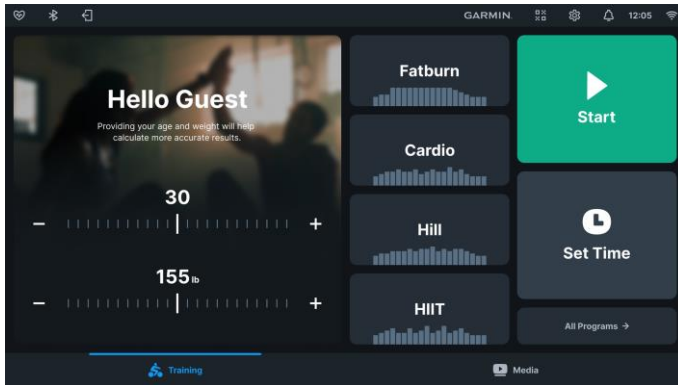 GARMIN
12:05
Hello Guest
Providing your age and weight will help
calculate more accurate results.
30
155 lb
Fatburn
Cardio
Hill
HIIT
Start
Set Time
All Programs →
Training
Media